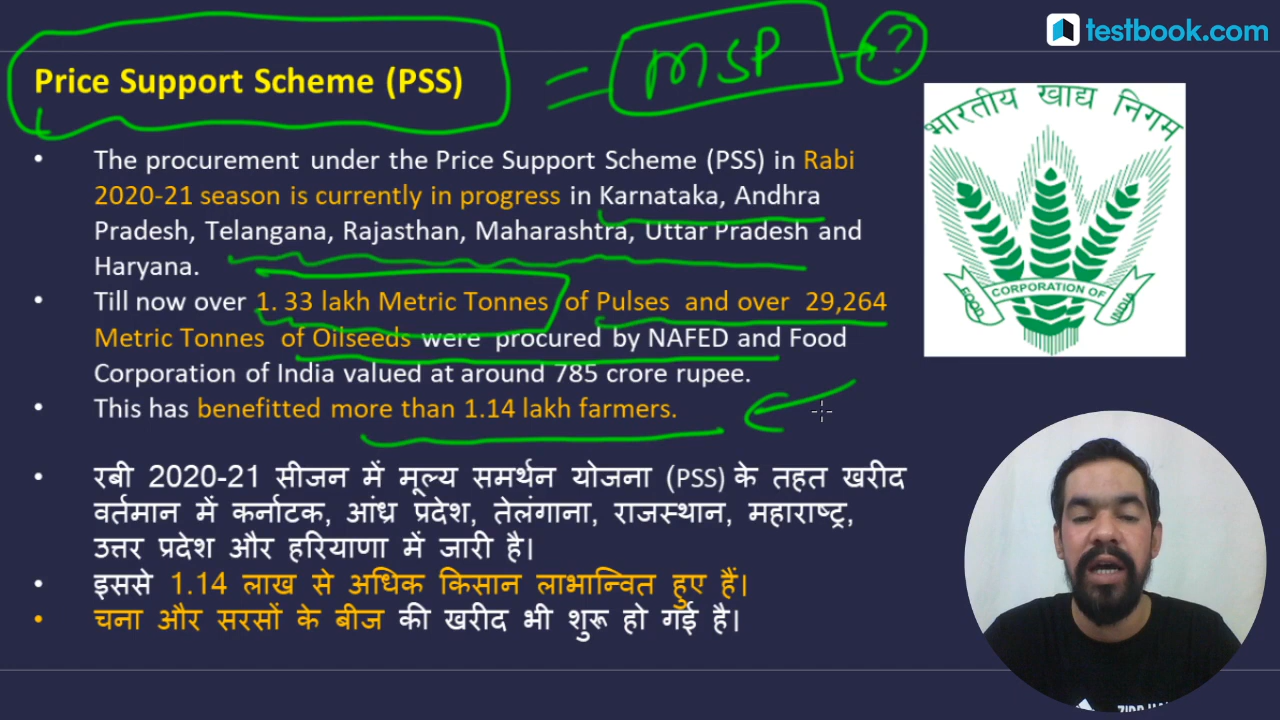 testbook.com
Price Support Scheme (PSS)
= MSP → ?
• The procurement under the Price Support Scheme (PSS) in Rabi
2020-21 season is currently in progress in Karnataka, Andhra
Pradesh, Telangana, Rajasthan, Maharashtra, Uttar Pradesh and
Haryana.
• Till now over 1. 33 lakh Metric Tonnes of Pulses and over 29,264
Metric Tonnes of Oilseeds were procured by NAFED and Food
Corporation of India valued at around 785 crore rupee.
• This has benefitted more than 1.14 lakh farmers.
• रबी 2020-21 सीजन में मूल्य समर्थन योजना (PSS) के तहत खरीद
वर्तमान में कर्नाटक, आंध्र प्रदेश, तेलंगाना, राजस्थान, महाराष्ट्र,
उत्तर प्रदेश और हरियाणा में जारी है।
• इससे 1.14 लाख से अधिक किसान लाभान्वित हुए हैं।
• चना और सरसों के बीज की खरीद भी शुरू हो गई है।
भारतीय खाद्य निगम
FOOD CORPORATION OF INDIA